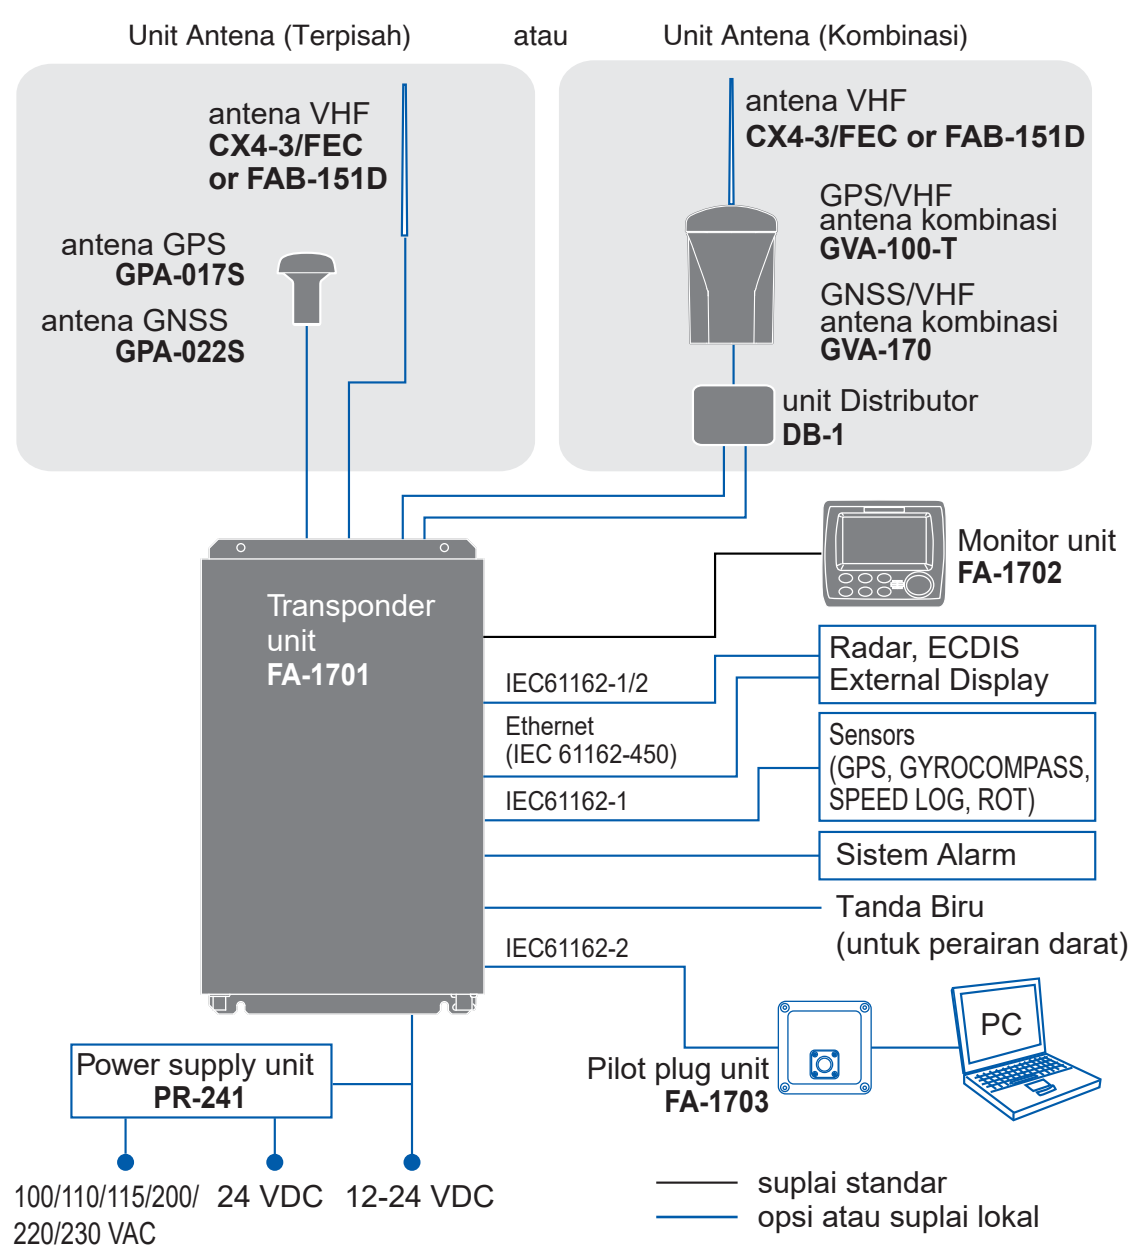 Unit Antena (Terpisah)
atau
Unit Antena (Kombinasi)
antena VHF
CX4-3/FEC
or FAB-151D
antena GPS
GPA-017S
antena GNSS
GPA-022S
antena VHF
CX4-3/FEC or FAB-151D
GPS/VHF
antena kombinasi
GVA-100-T
GNSS/VHF
antena kombinasi
GVA-170
unit Distributor
DB-1
Monitor unit
FA-1702
Transponder
unit
FA-1701
IEC61162-1/2
Radar, ECDIS
External Display
Ethernet
(IEC 61162-450)
IEC61162-1
Sensors
(GPS, GYROCOMPASS,
SPEED LOG, ROT)
Sistem Alarm
Tanda Biru
(untuk perairan darat)
IEC61162-2
PC
Pilot plug unit
FA-1703
Power supply unit
PR-241
100/110/115/200/
220/230 VAC
24 VDC
12-24 VDC
suplai standar
opsi atau suplai lokal